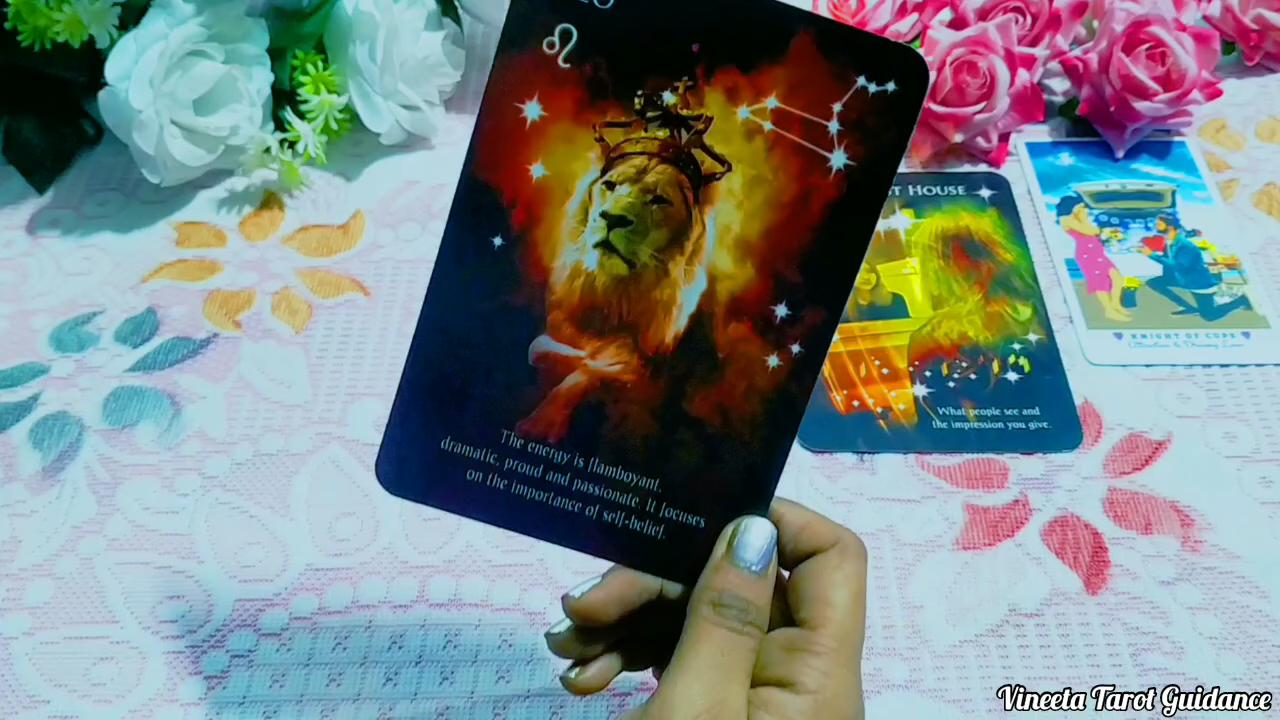 ♌
The energy is flamboyant,
dramatic, proud and passionate. It focuses
on the importance of self-belief.
HOUSE
What people see and
the impression you give.
KNIGHT OF CUPS
Vineeta Tarot Guidance